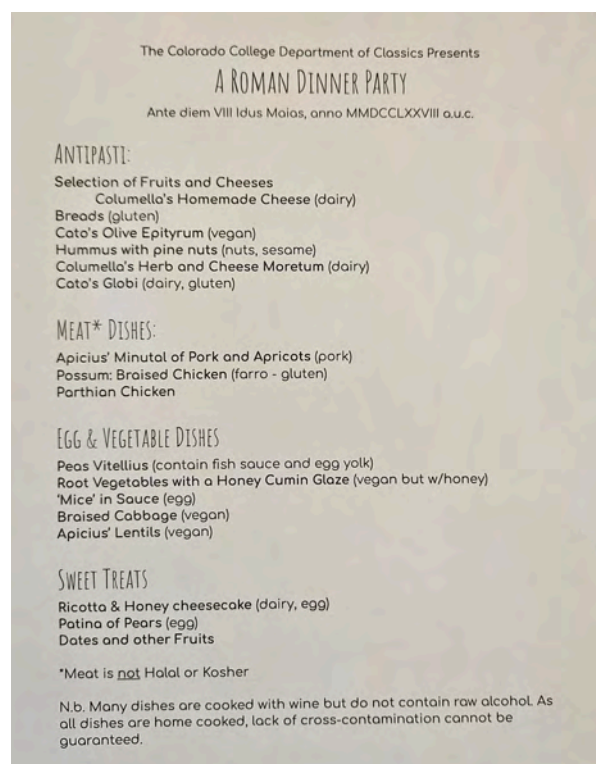 The Colorado College Department of Classics Presents
A Roman Dinner Party
Ante diem VIII Idus Maias, anno MMDCCLXXVIII a.u.c.
Antipasti:
Selection of Fruits and Cheeses
Columella's Homemade Cheese (dairy)
Breads (gluten)
Cato's Olive Epityrum (vegan)
Hummus with pine nuts (nuts, sesame)
Columella's Herb and Cheese Moretum (dairy)
Cato's Globi (dairy, gluten)
Meat* Dishes:
Apicius' Minutal of Pork and Apricots (pork)
Possum: Braised Chicken (farro - gluten)
Parthian Chicken
Egg & Vegetable Dishes
Peas Vitellius (contain fish sauce and egg yolk)
Root Vegetables with a Honey Cumin Glaze (vegan but w/honey)
'Mice' in Sauce (egg)
Braised Cabbage (vegan)
Apicius' Lentils (vegan)
Sweet Treats
Ricotta & Honey cheesecake (dairy, egg)
Patina of Pears (egg)
Dates and other Fruits
*Meat is not Halal or Kosher
N.b. Many dishes are cooked with wine but do not contain raw alcohol. As
all dishes are home cooked, lack of cross-contamination cannot be
guaranteed.